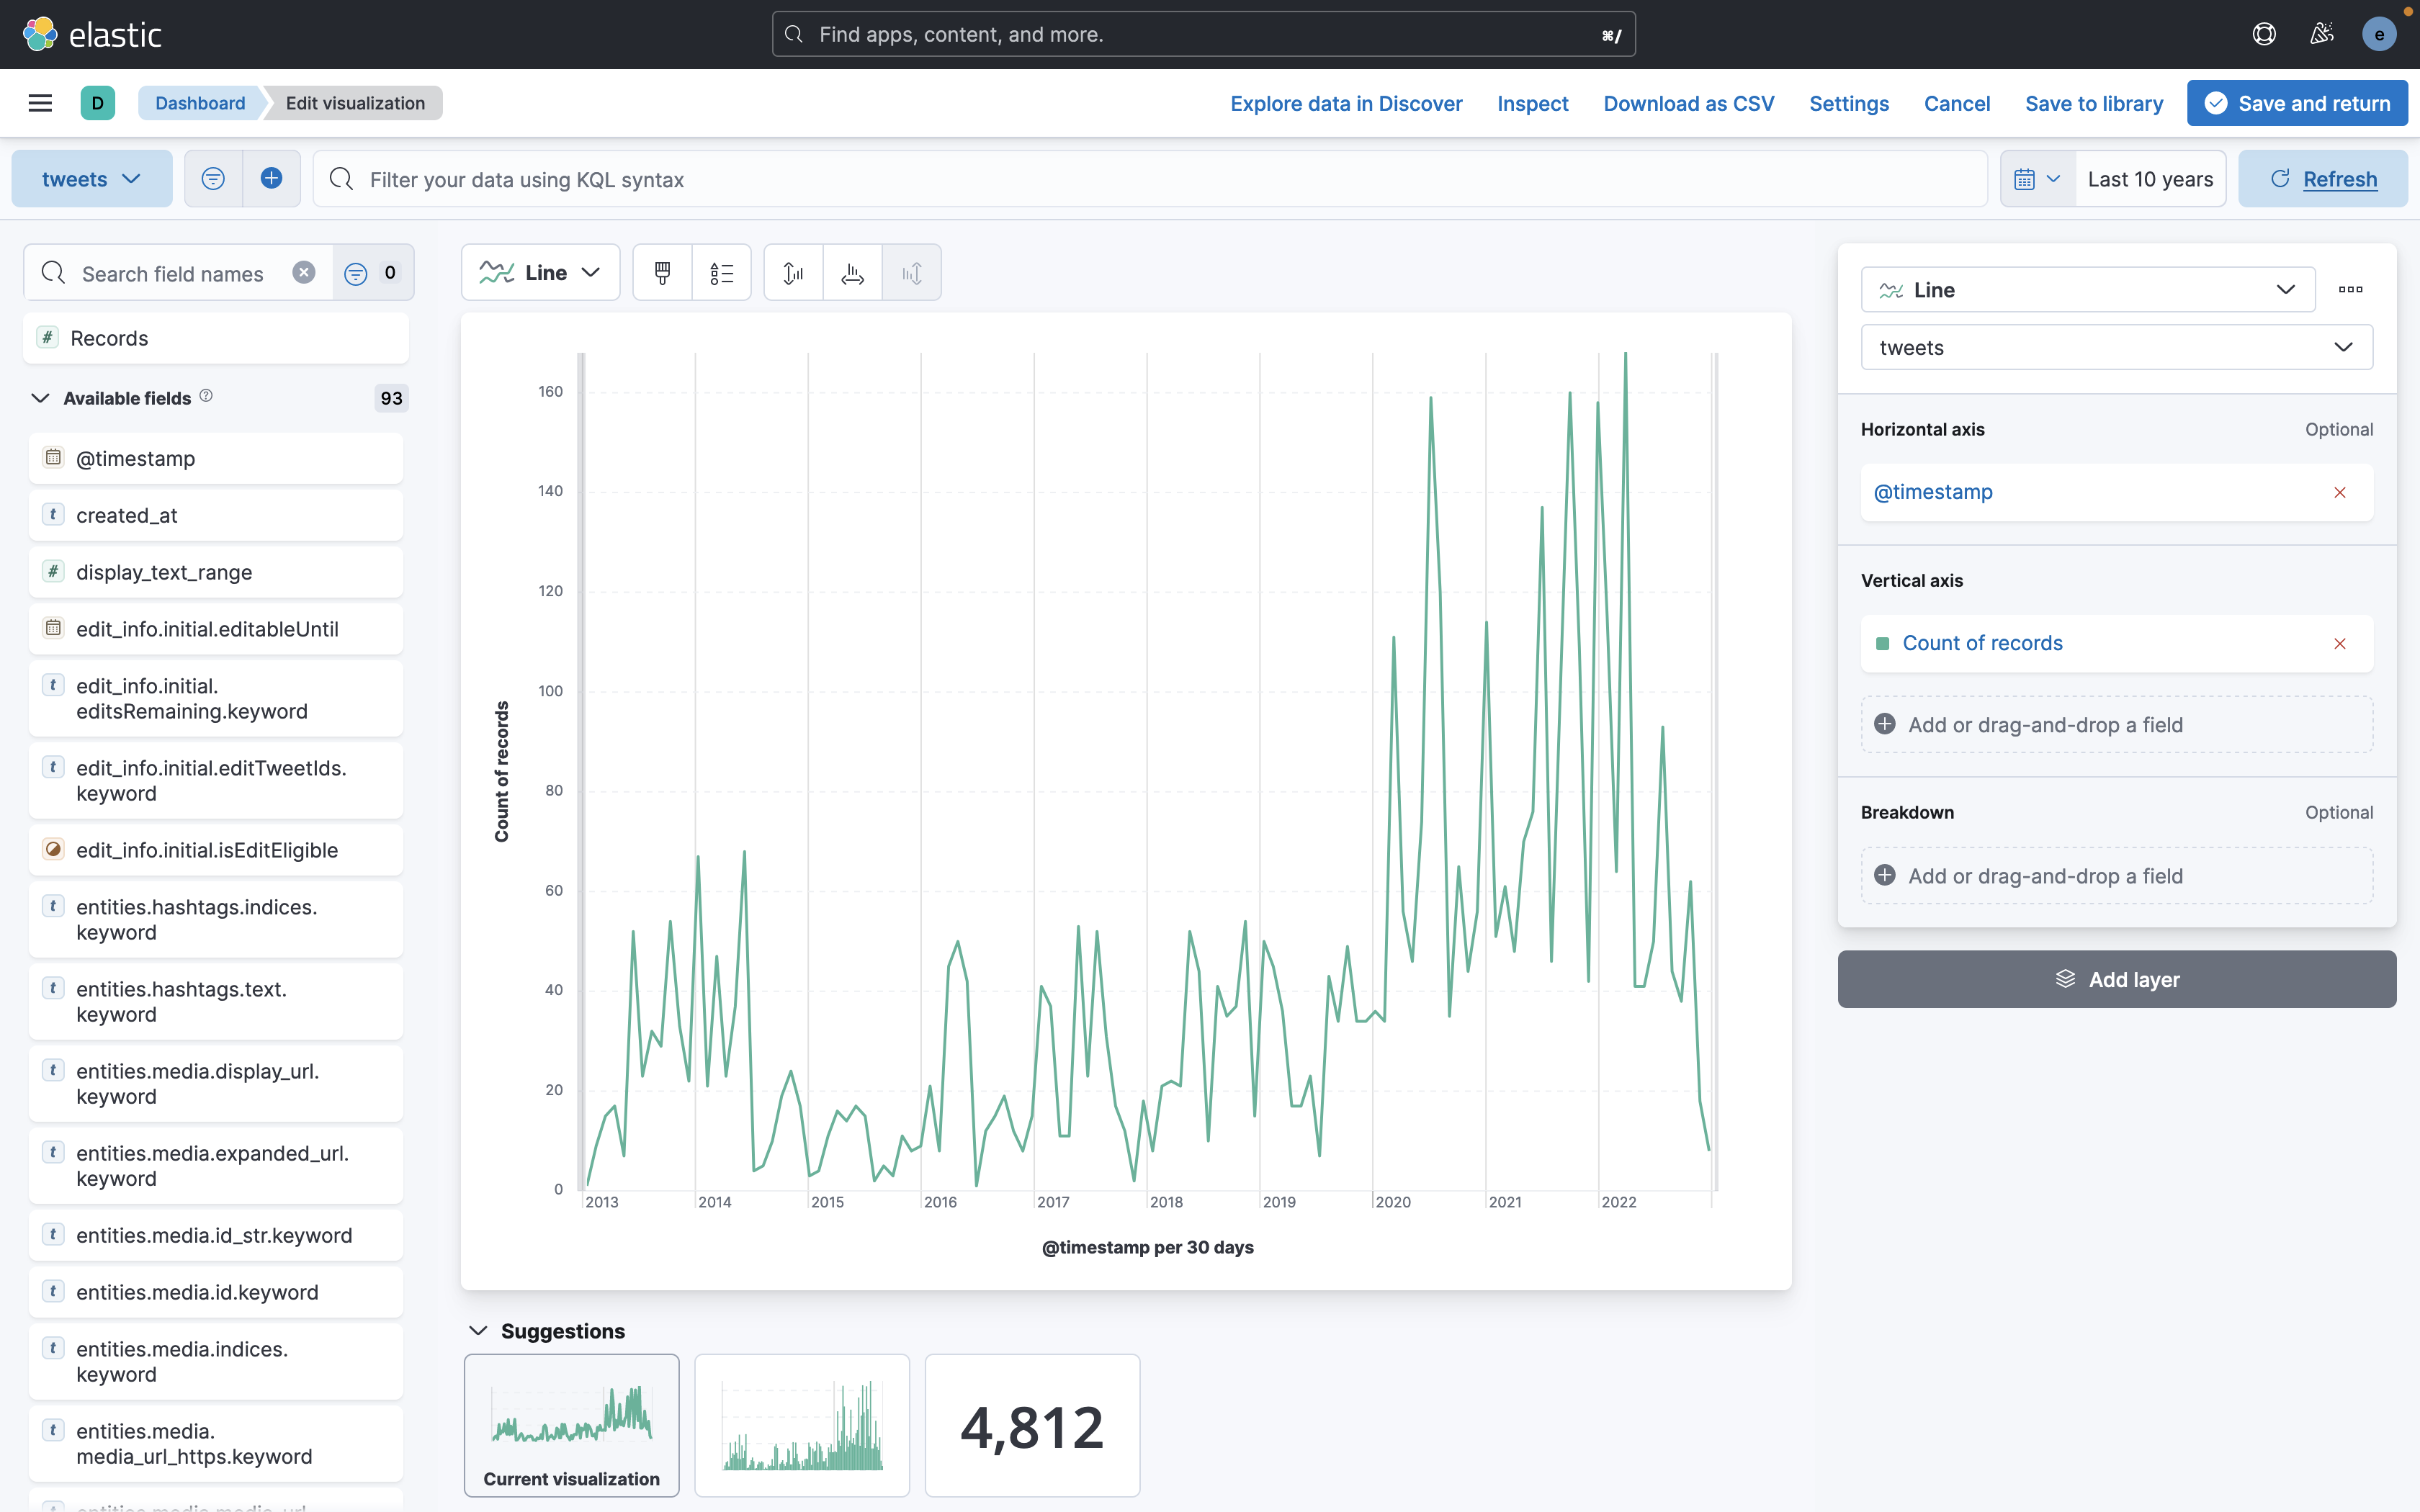 elastic
Find apps, content, and more.
⌘/
e
D
Dashboard
Edit visualization
Explore data in Discover
Inspect
Download as CSV
Settings
Cancel
Save to library
Save and return
tweets
Filter your data using KQL syntax
Last 10 years
Refresh
Search field names
0
Records
Available fields
93
@timestamp
created_at
display_text_range
edit_info.initial.editableUntil
edit_info.initial.
editsRemaining.keyword
edit_info.initial.editTweetIds.
keyword
edit_info.initial.isEditEligible
entities.hashtags.indices.
keyword
entities.hashtags.text.
keyword
entities.media.display_url.
keyword
entities.media.expanded_url.
keyword
entities.media.id_str.keyword
entities.media.id.keyword
entities.media.indices.
keyword
entities.media.
media_url_https.keyword
Line
160
140
120
100
80
60
40
20
0
Count of records
2013
2014
2015
2016
2017
2018
2019
2020
2021
2022
@timestamp per 30 days
Suggestions
Current visualization
4,812
Line
tweets
Horizontal axis
Optional
@timestamp
Vertical axis
Count of records
Add or drag-and-drop a field
Breakdown
Optional
Add or drag-and-drop a field
Add layer